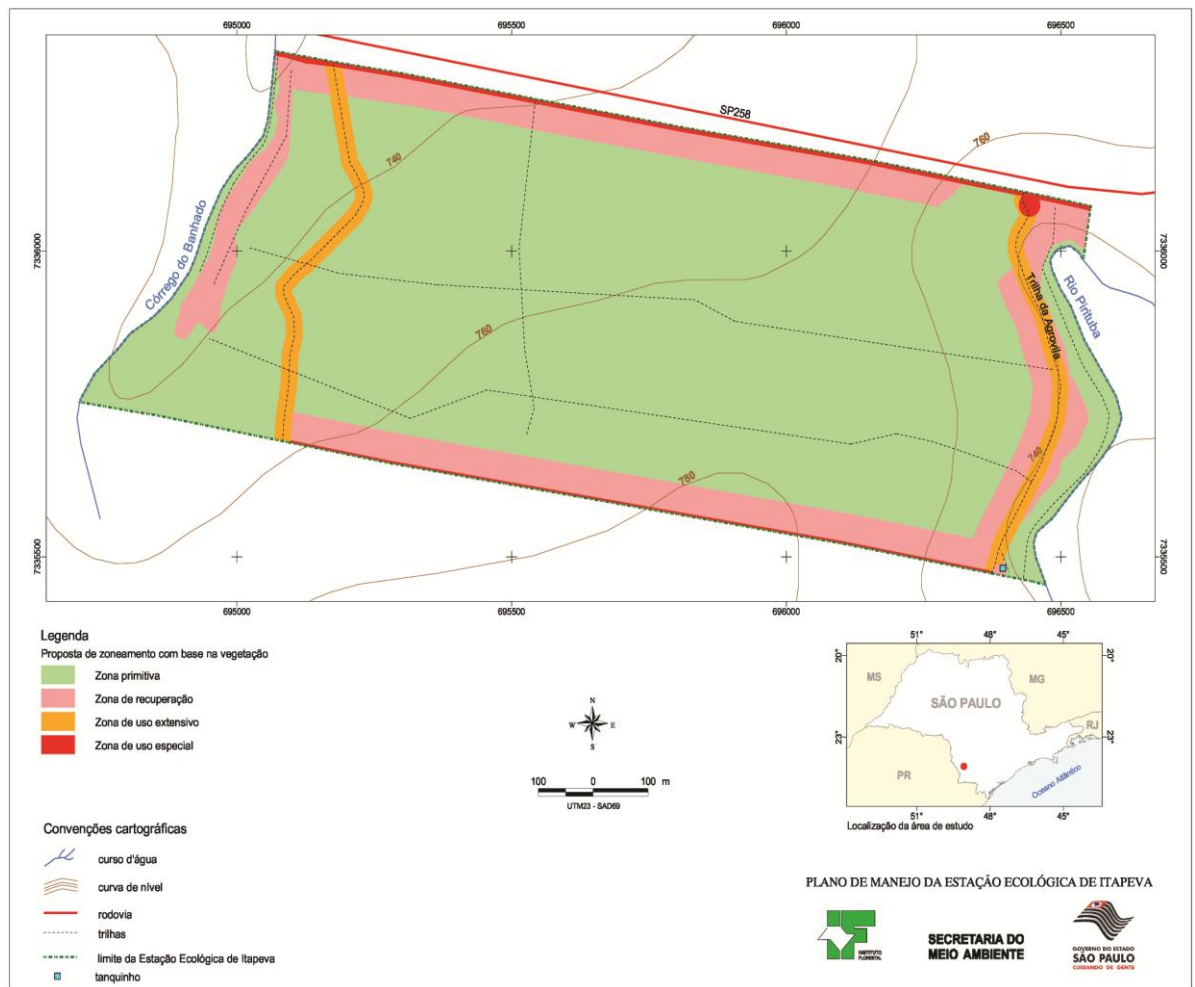 695000
695500
696000
696500
SP258
760
740
7336000
7336000
Córrego do Banhado
Trilha da Agrovila
Rio Pirituba
760
740
780
7335500
7335500
695000
695500
696000
696500
Legenda
Proposta de zoneamento com base na vegetação
Zona primitiva
Zona de recuperação
Zona de uso extensivo
Zona de uso especial
N
W E
S
100 0 100 m
UTM23 - SAD69
51° 48° 45°
20° 20°
MS
MG
SÃO PAULO
RJ
23° 23°
PR
Oceano Atlântico
51° 48° 45°
Localização da área de estudo
Convenções cartográficas
curso d'água
curva de nível
rodovia
trilhas
limite da Estação Ecológica de Itapeva
tanquinho
PLANO DE MANEJO DA ESTAÇÃO ECOLÓGICA DE ITAPEVA
INSTITUTO
FLORESTAL
SECRETARIA DO
MEIO AMBIENTE
GOVERNO DO ESTADO
SÃO PAULO
CUIDANDO DE GENTE